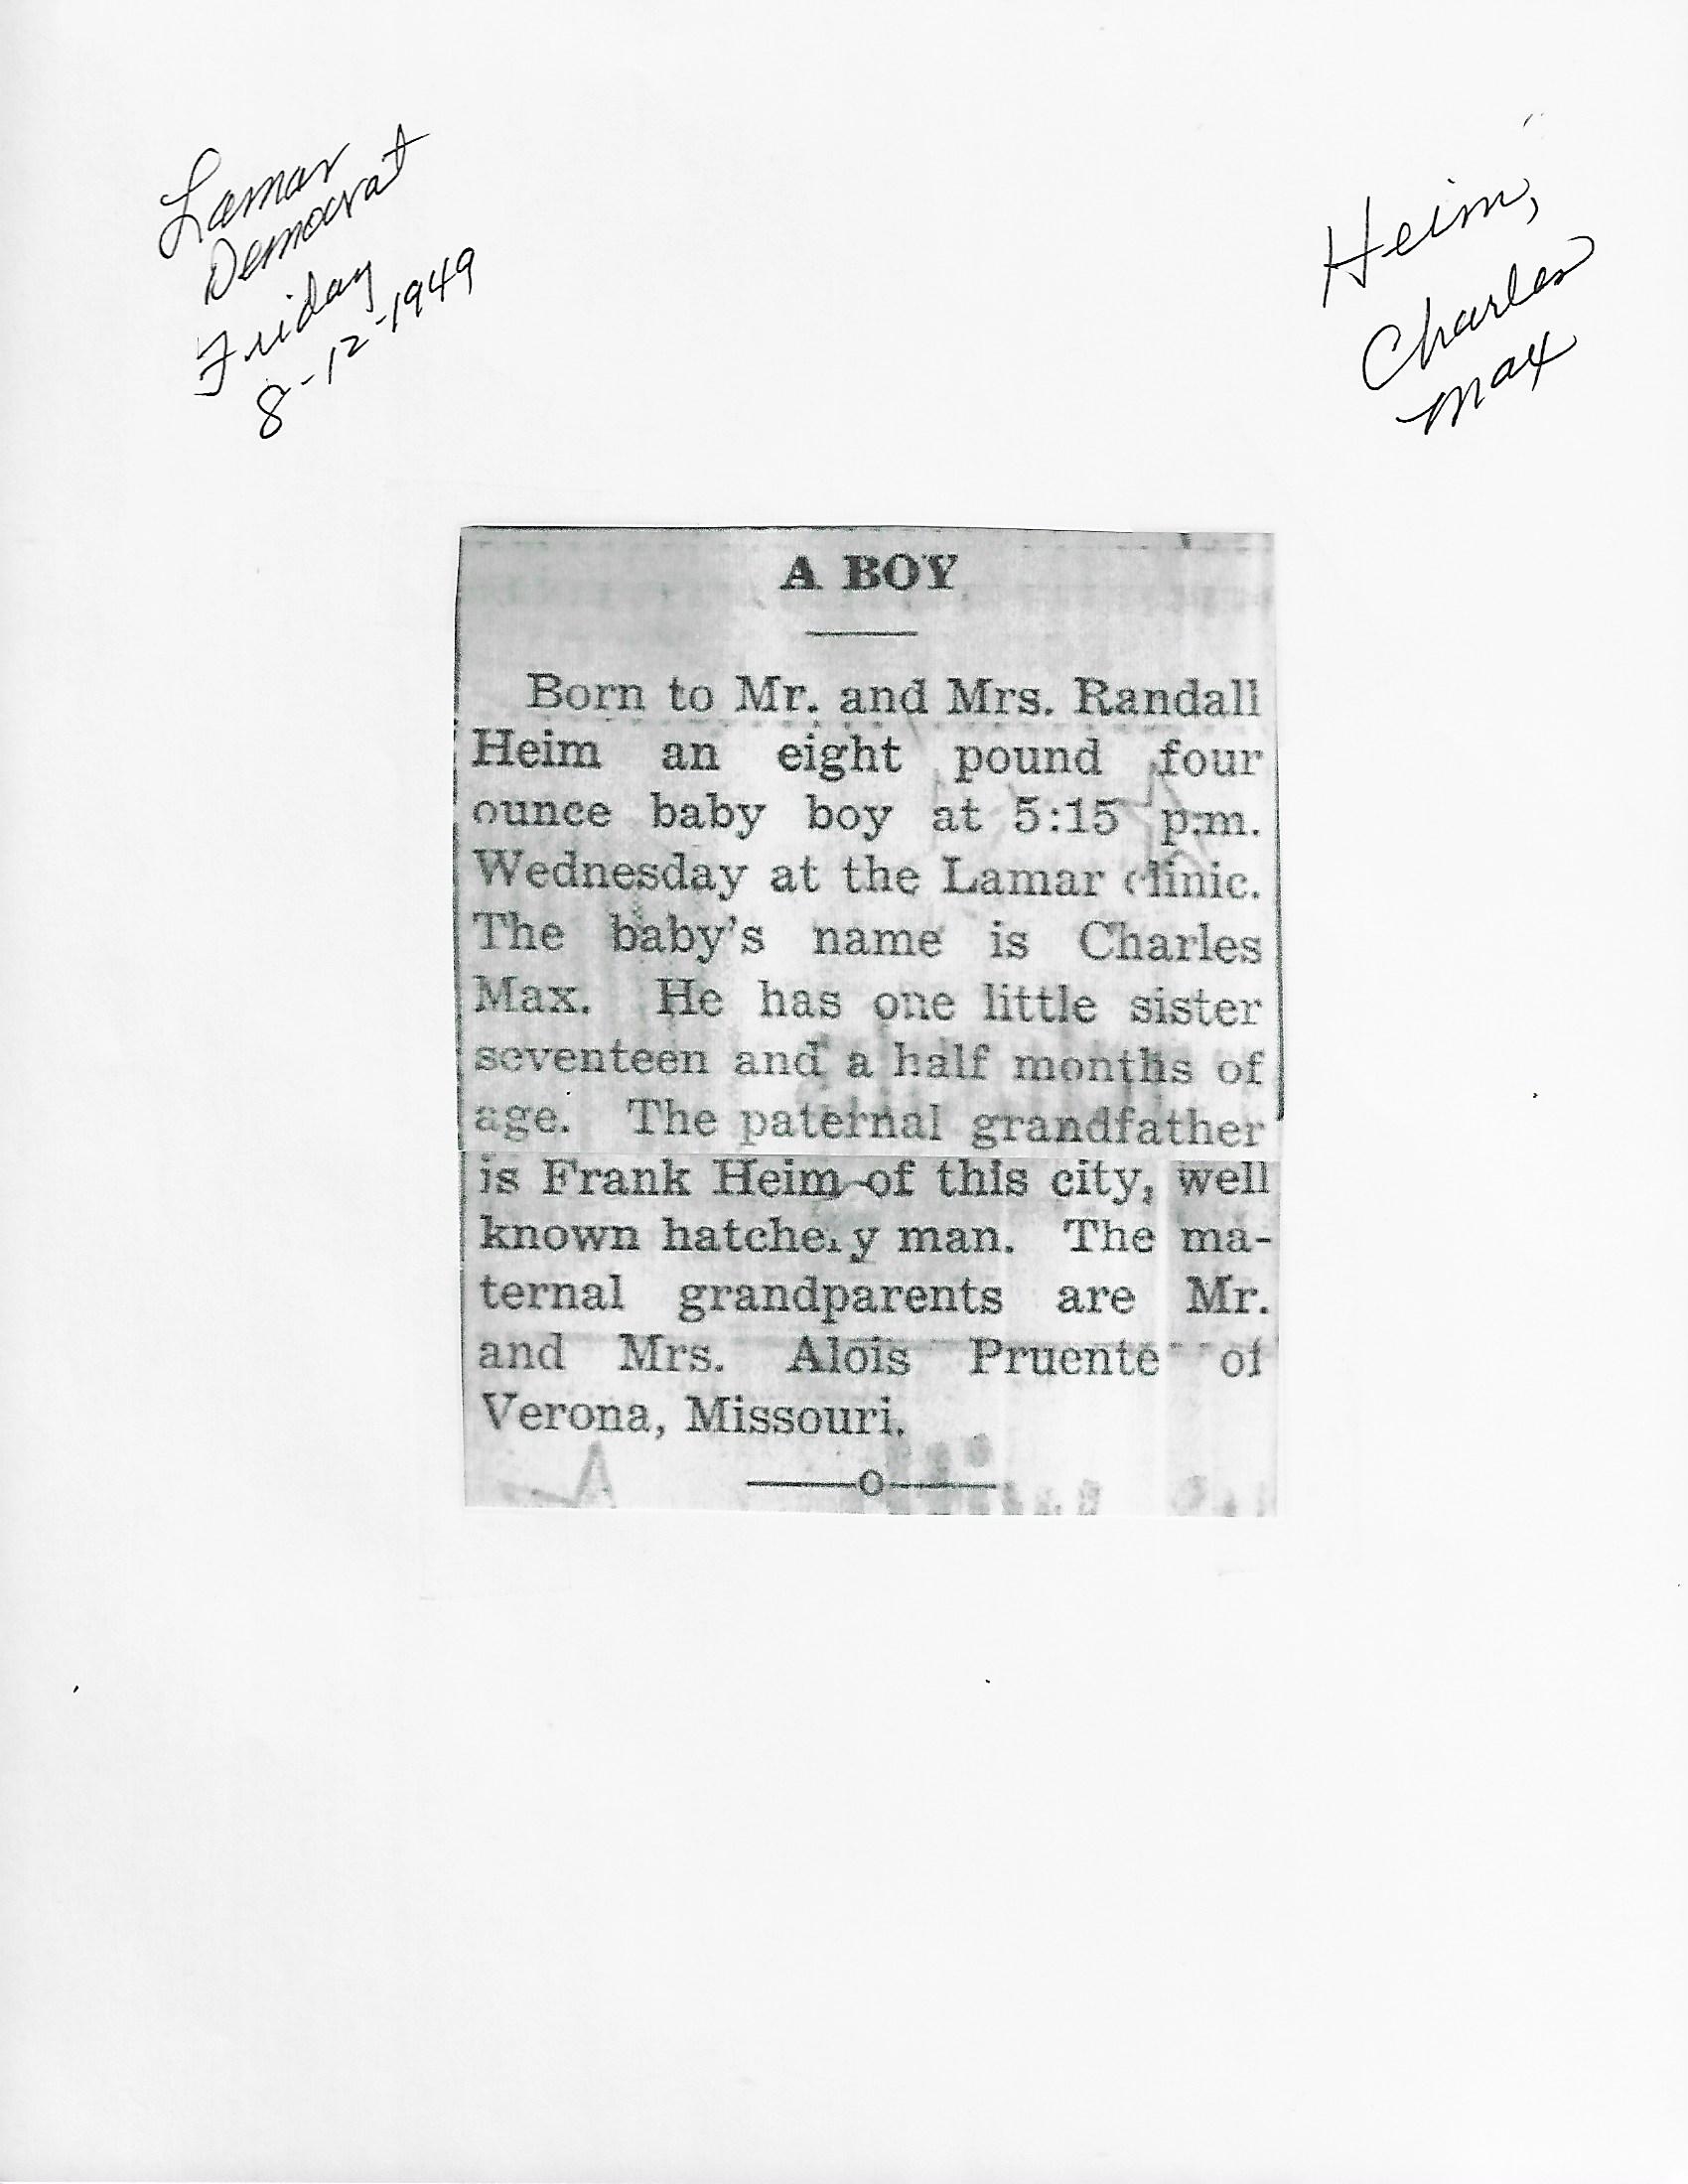 Lamar
Democrat
Friday
8-12-1949
Heim,
Charles
Max
A BOY
Born to Mr. and Mrs. Randall
Heim an eight pound four
ounce baby boy at 5:15 p.m.
Wednesday at the Lamar clinic.
The baby's name is Charles
Max. He has one little sister
seventeen and a half months of
age. The paternal grandfather
is Frank Heim of this city, well
known hatchery man. The ma-
ternal grandparents are Mr.
and Mrs. Alois Pruente of
Verona, Missouri.